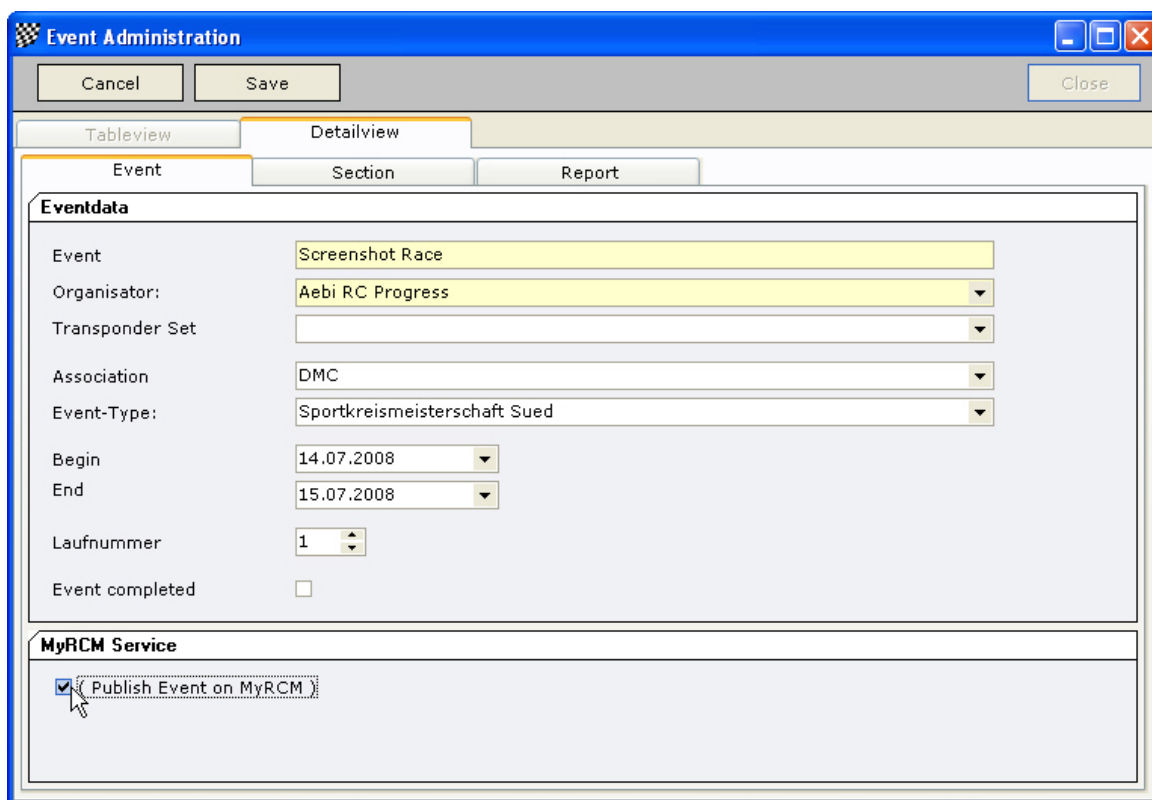 Event Administration
Cancel Save Close
Tableview Detailview
Event Section Report
Eventdata
Event Screenshot Race
Organisator: Aebi RC Progress
Transponder Set
Association DMC
Event-Type: Sportkreismeisterschaft Sued
Begin 14.07.2008
End 15.07.2008
Laufnummer 1
Event completed
MyRCM Service
( Publish Event on MyRCM )